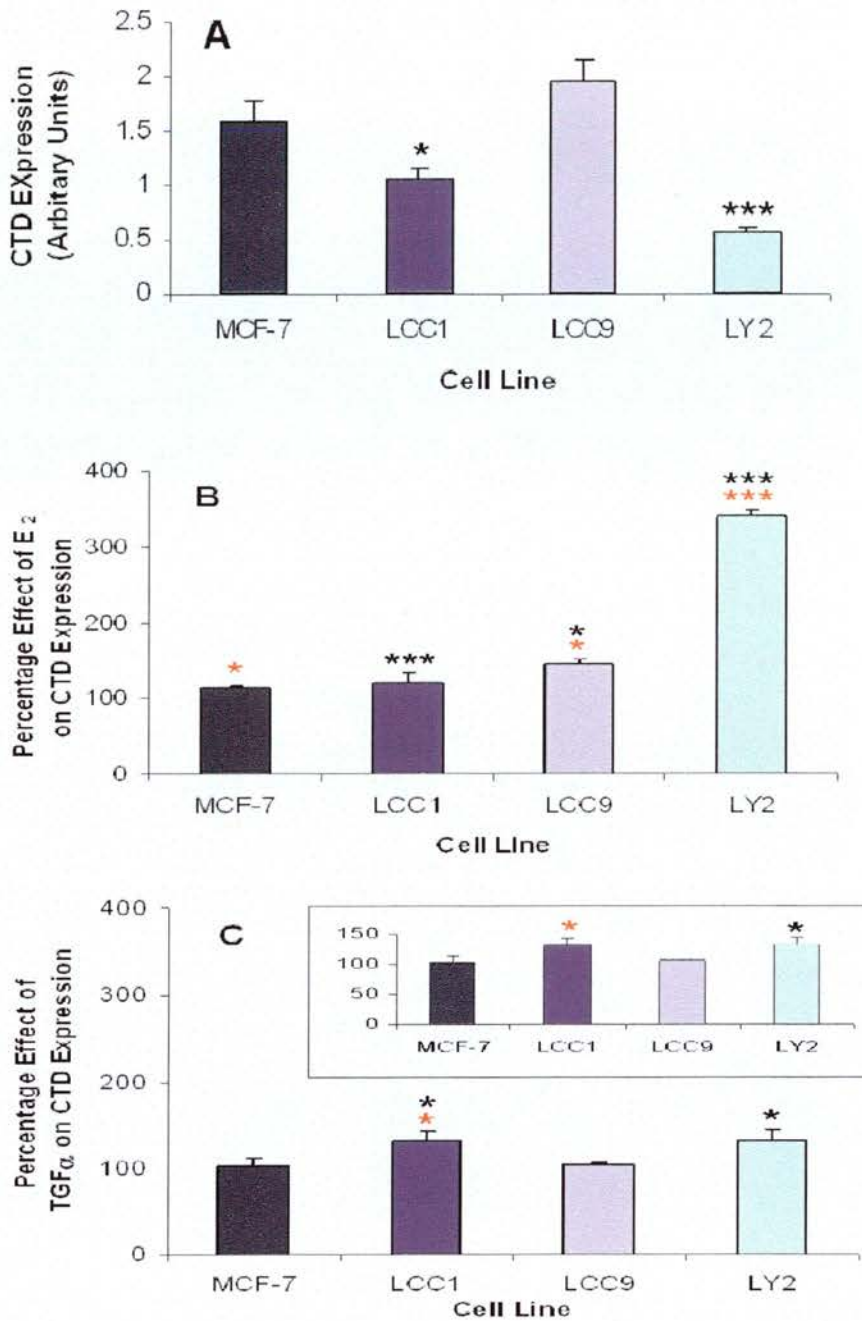 A
CTD EXpression
(Arbitary Units)
2.5
2
1.5
1
0.5
0
*
***
MCF-7 LCC1 LCC9 LY2
Cell Line
B
Percentage Effect of E 2
on CTD Expression
400
300
200
100
0
*
***
*
*
***
***
MCF-7 LCC1 LCC9 LY2
Cell LIne
C
Percentage Effect of
TGFα on CTD Expression
400
300
200
100
0
150
100
50
0
*
*
MCF-7 LCC1 LCC9 LY2
*
*
*
MCF-7 LCC1 LCC9 LY2
Cell Line